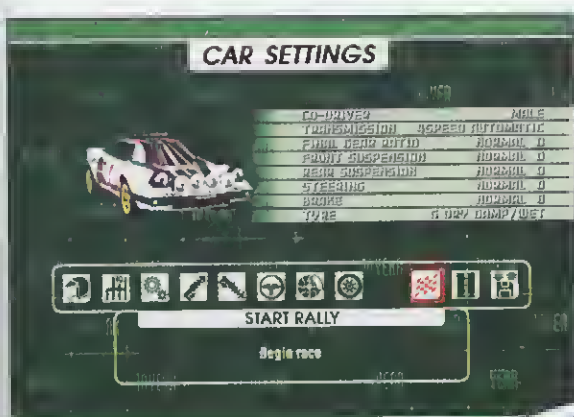 CAR SETTINGS
CO-DRIVER MALE
TRANSMISSION 4SPEED AUTOMATIC
FINAL GEAR RATIO NORMAL 0
FRONT SUSPENSION NORMAL 0
REAR SUSPENSION NORMAL 0
STEERING NORMAL 0
BRAKE NORMAL 0
TYRE G DRY DAMP/WET
START RALLY
Begin race